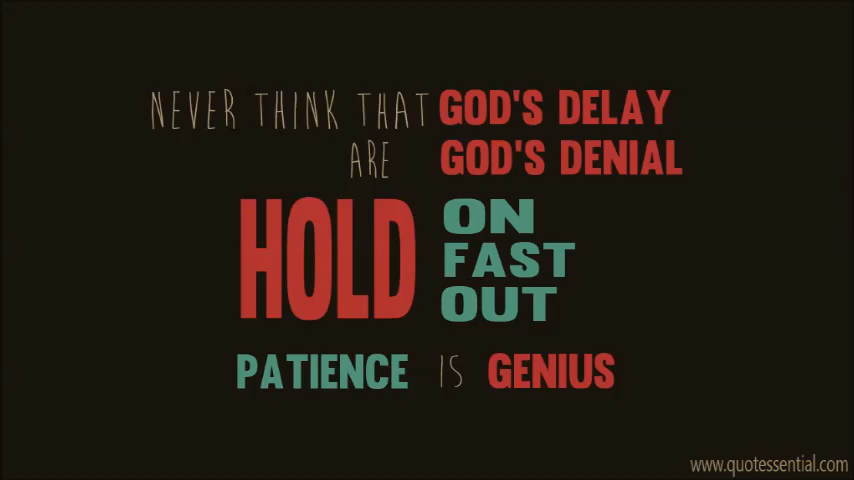 NEVER THINK THAT GOD'S DELAY
ARE GOD'S DENIAL
HOLD ON
FAST
OUT
PATIENCE IS GENIUS
www.quotessential.com